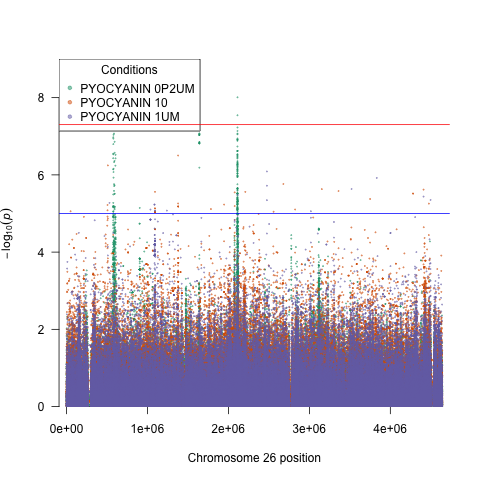 Conditions
PYOCYANIN 0P2UM
PYOCYANIN 10
PYOCYANIN 1UM
8
6
4
2
0
−log10(p)
0e+00 1e+06 2e+06 3e+06 4e+06
Chromosome 26 position